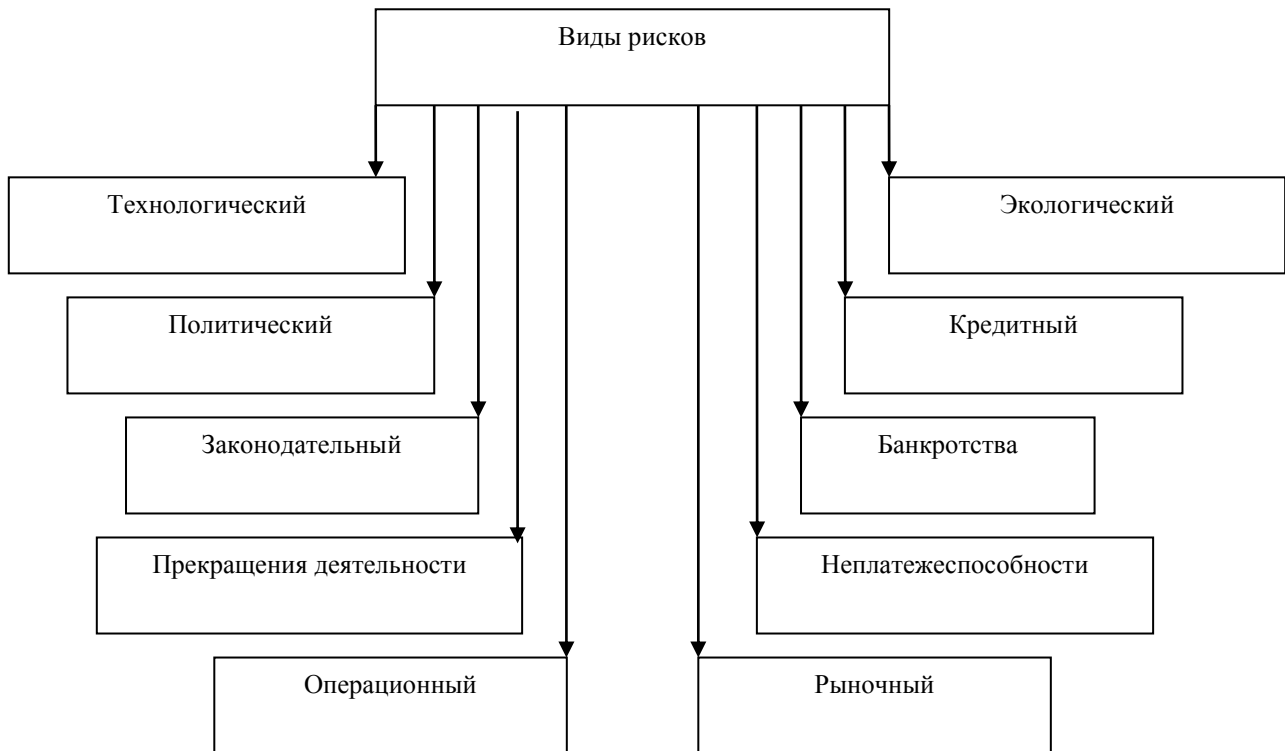 Виды рисков
Технологический
Экологический
Политический
Кредитный
Законодательный
Банкротства
Прекращения деятельности
Неплатежеспособности
Операционный
Рыночный